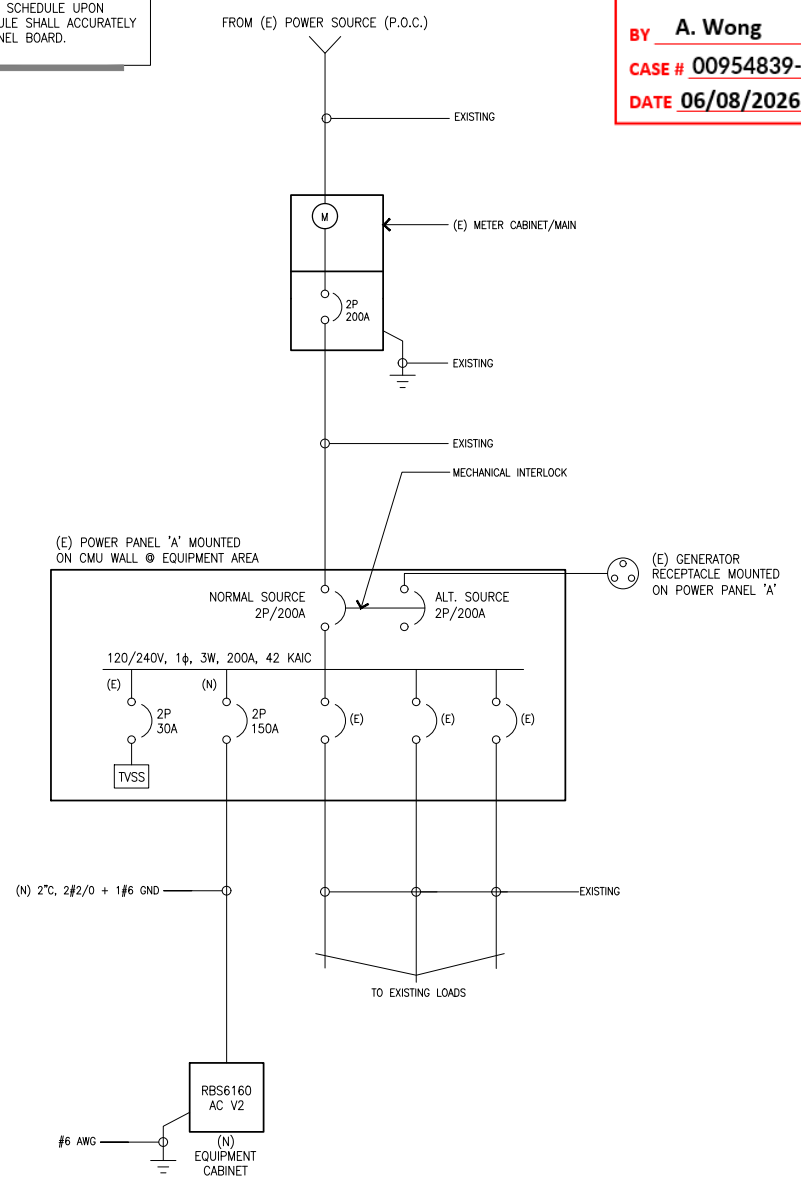 SCHEDULE UPON
SHALL ACCURATELY
BOARD.
FROM (E) POWER SOURCE (P.O.C.)
BY A. Wong
CASE # 00954839-
DATE 06/08/2026
EXISTING
M
(E) METER CABINET/MAIN
2P
200A
EXISTING
EXISTING
MECHANICAL INTERLOCK
(E) POWER PANEL 'A' MOUNTED
ON CMU WALL @ EQUIPMENT AREA
(E) GENERATOR
RECEPTACLE MOUNTED
ON POWER PANEL 'A'
NORMAL SOURCE
2P/200A
ALT. SOURCE
2P/200A
120/240V, 1ϕ, 3W, 200A, 42 KAIC
(E)
(N)
2P
30A
2P
150A
(E)
(E)
(E)
TVSS
(N) 2"C, 2#2/0 + 1#6 GND
EXISTING
TO EXISTING LOADS
RBS6160
AC V2
#6 AWG
(N)
EQUIPMENT
CABINET